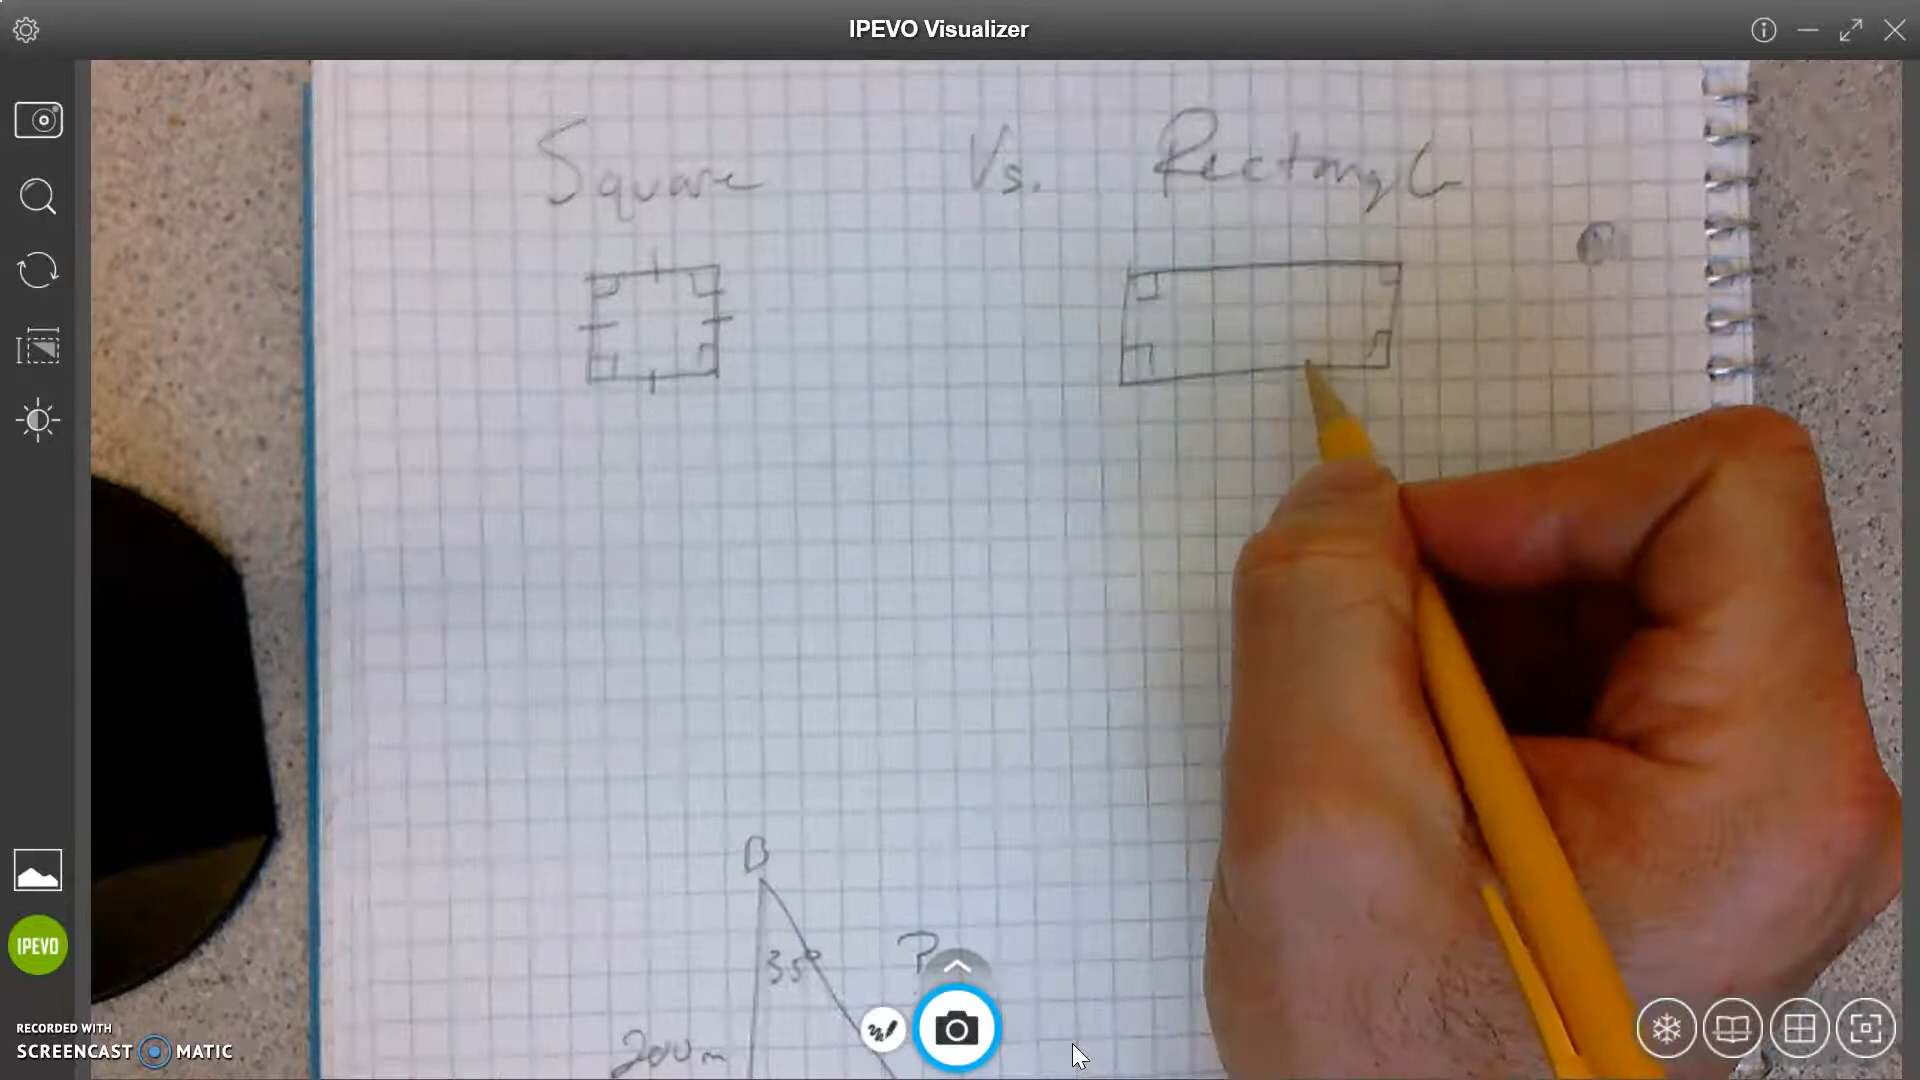 IPEVO Visualizer
Square Vs. Rectangle
B
35°
?
200m
IPEVO
RECORDED WITH
SCREENCAST MATIC